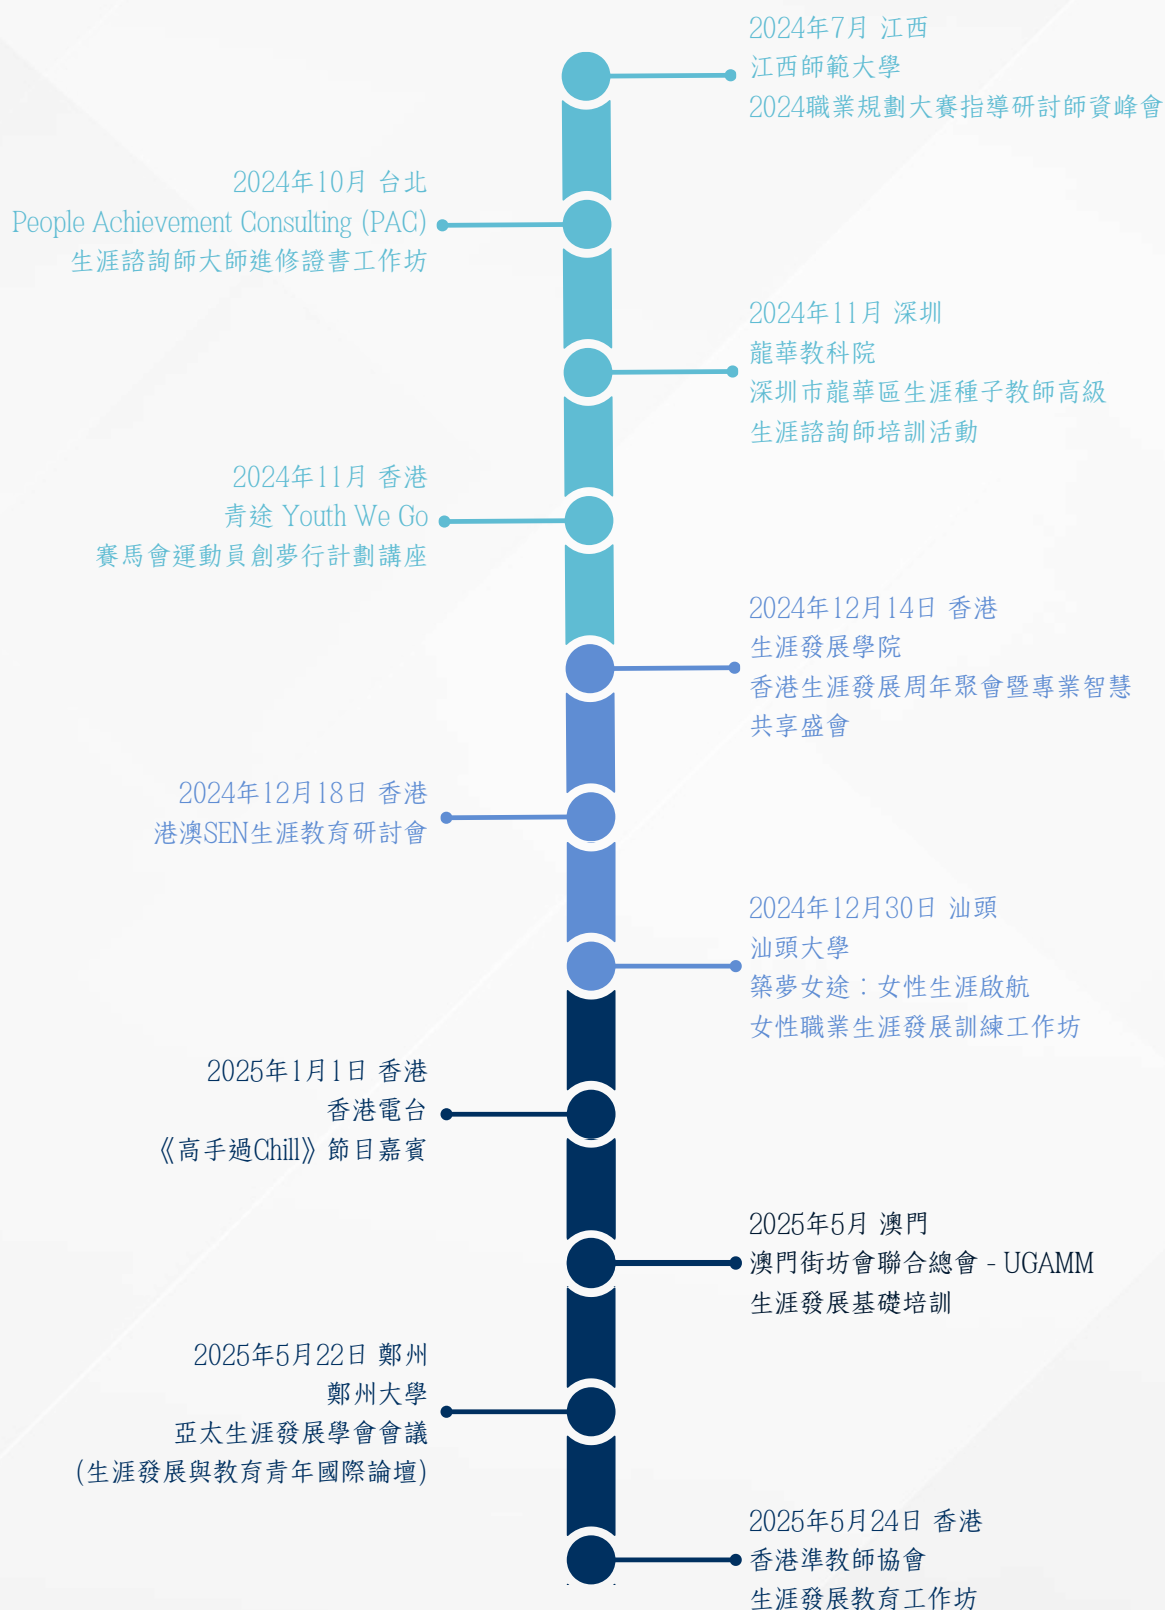 2024年7月 江西
江西師範大學
2024職業規劃大賽指導研討師資峰會
2024年10月 台北
People Achievement Consulting (PAC)
生涯諮詢師大師進修證書工作坊
2024年11月 深圳
龍華教科院
深圳市龍華區生涯種子教師高級
生涯諮詢師培訓活動
2024年11月 香港
青途 Youth We Go
賽馬會運動員創夢行計劃講座
2024年12月14日 香港
生涯發展學院
香港生涯發展周年聚會暨專業智慧
共享盛會
2024年12月18日 香港
港澳SEN生涯教育研討會
2024年12月30日 汕頭
汕頭大學
築夢女途：女性生涯啟航
女性職業生涯發展訓練工作坊
2025年1月1日 香港
香港電台
《高手過Chill》節目嘉賓
2025年5月 澳門
澳門街坊會聯合總會 - UGAMM
生涯發展基礎培訓
2025年5月22日 鄭州
鄭州大學
亞太生涯發展學會會議
(生涯發展與教育青年國際論壇)
2025年5月24日 香港
香港準教師協會
生涯發展教育工作坊